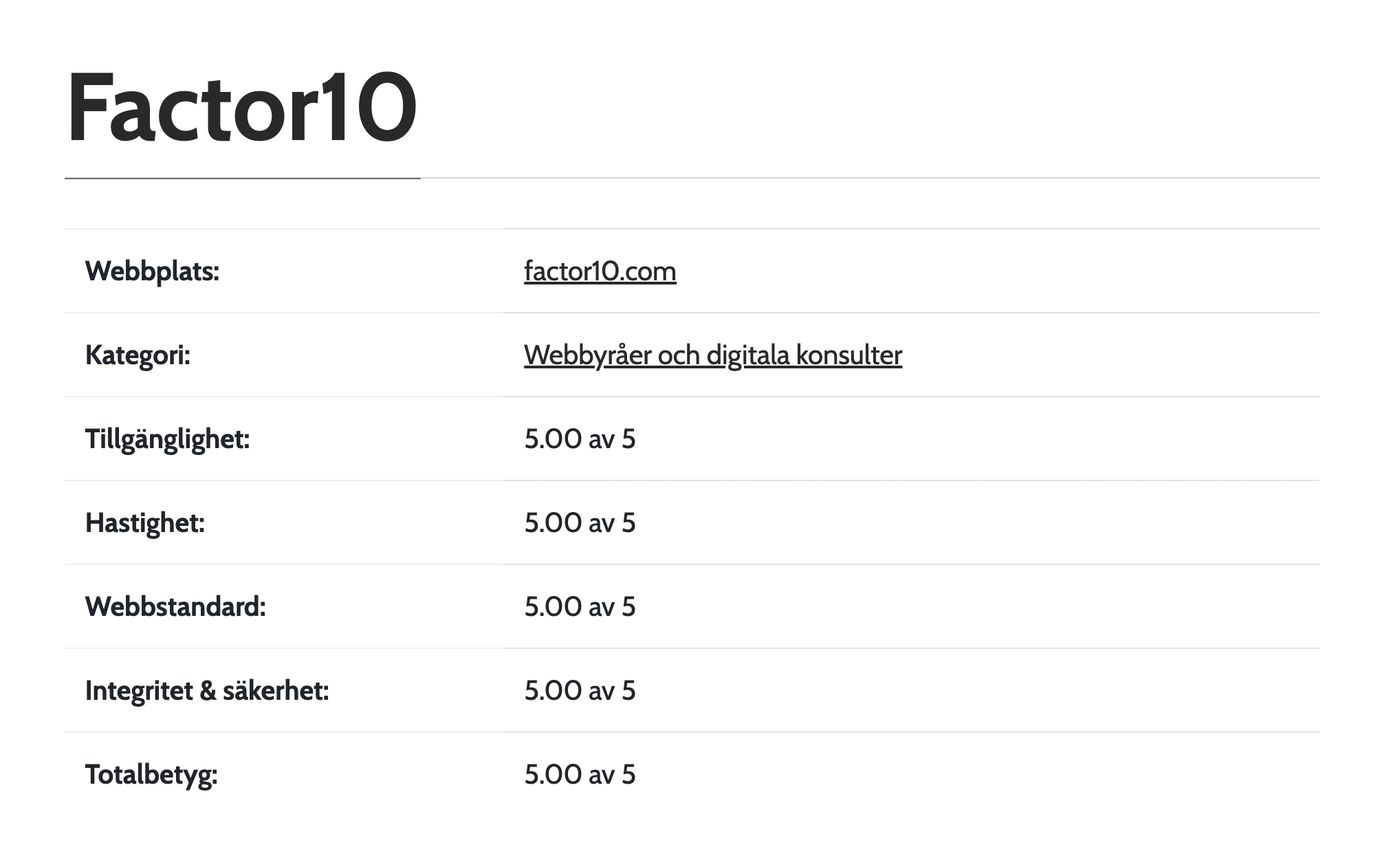 Factor10
Webbplats: factor10.com
Kategori: Webbyråer och digitala konsulter
Tillgänglighet: 5.00 av 5
Hastighet: 5.00 av 5
Webbstandard: 5.00 av 5
Integritet & säkerhet: 5.00 av 5
Totalbetyg: 5.00 av 5